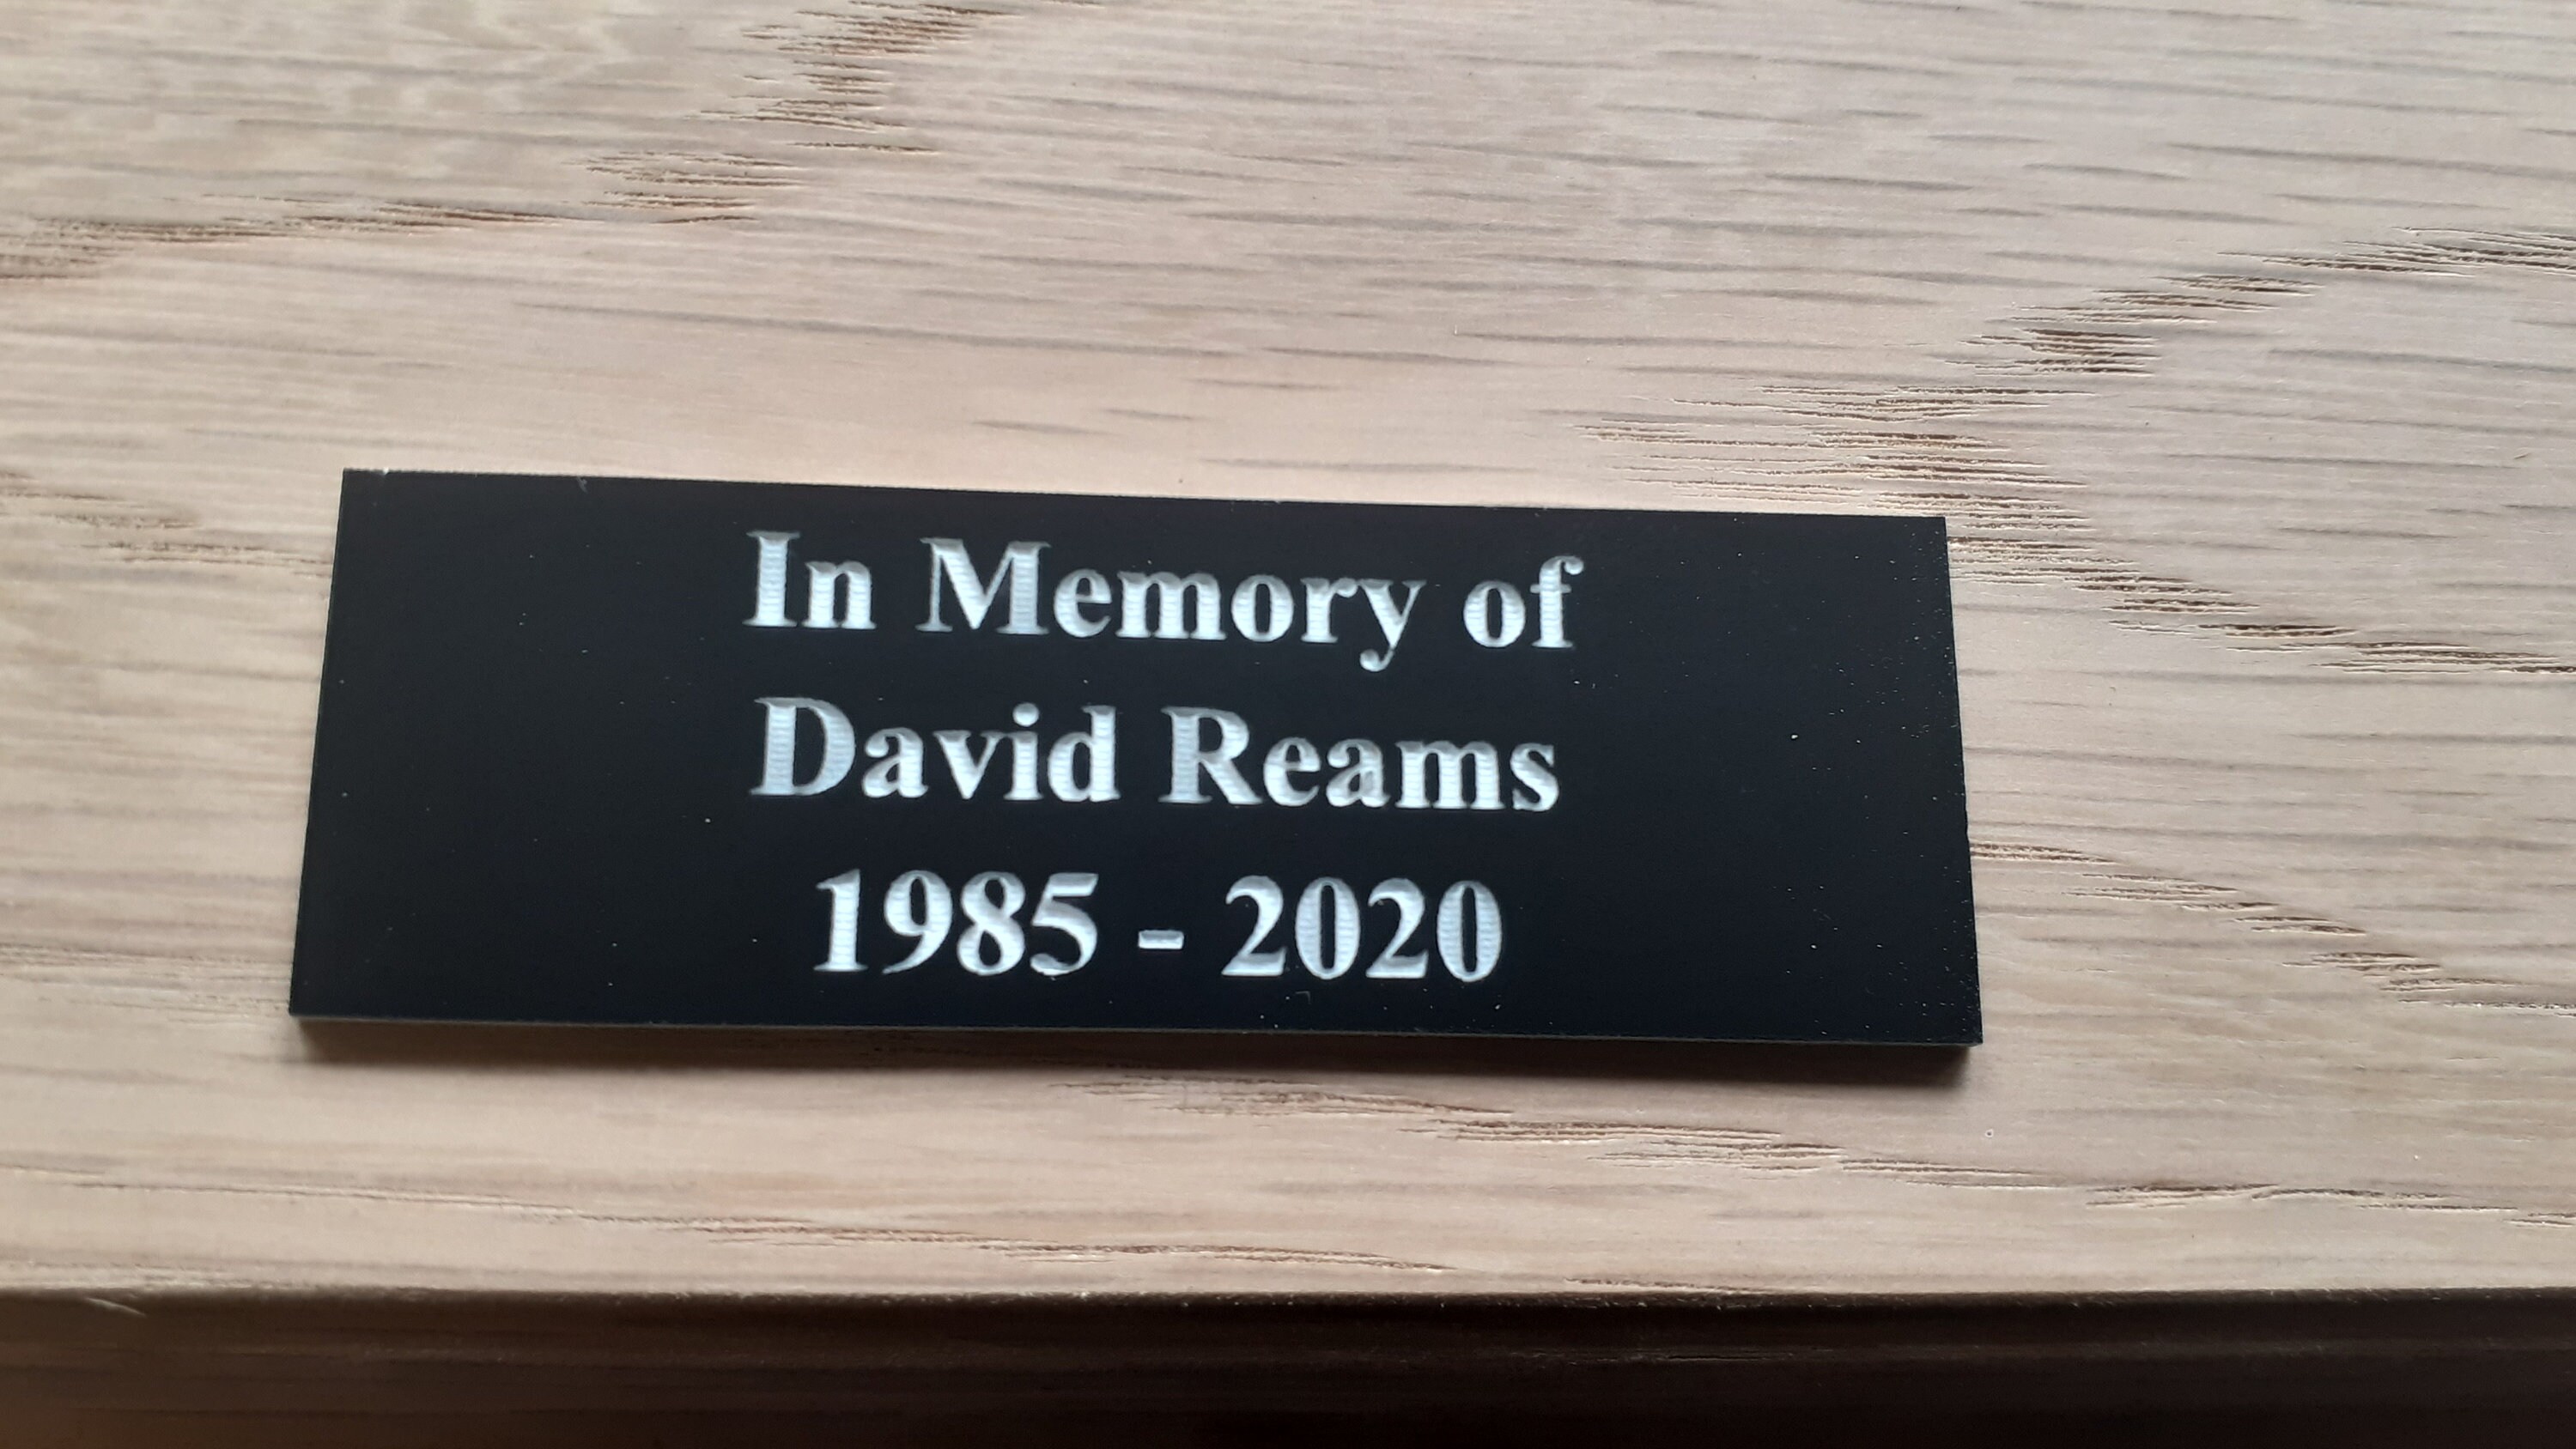 In Memory of
David Reams
1985 - 2020